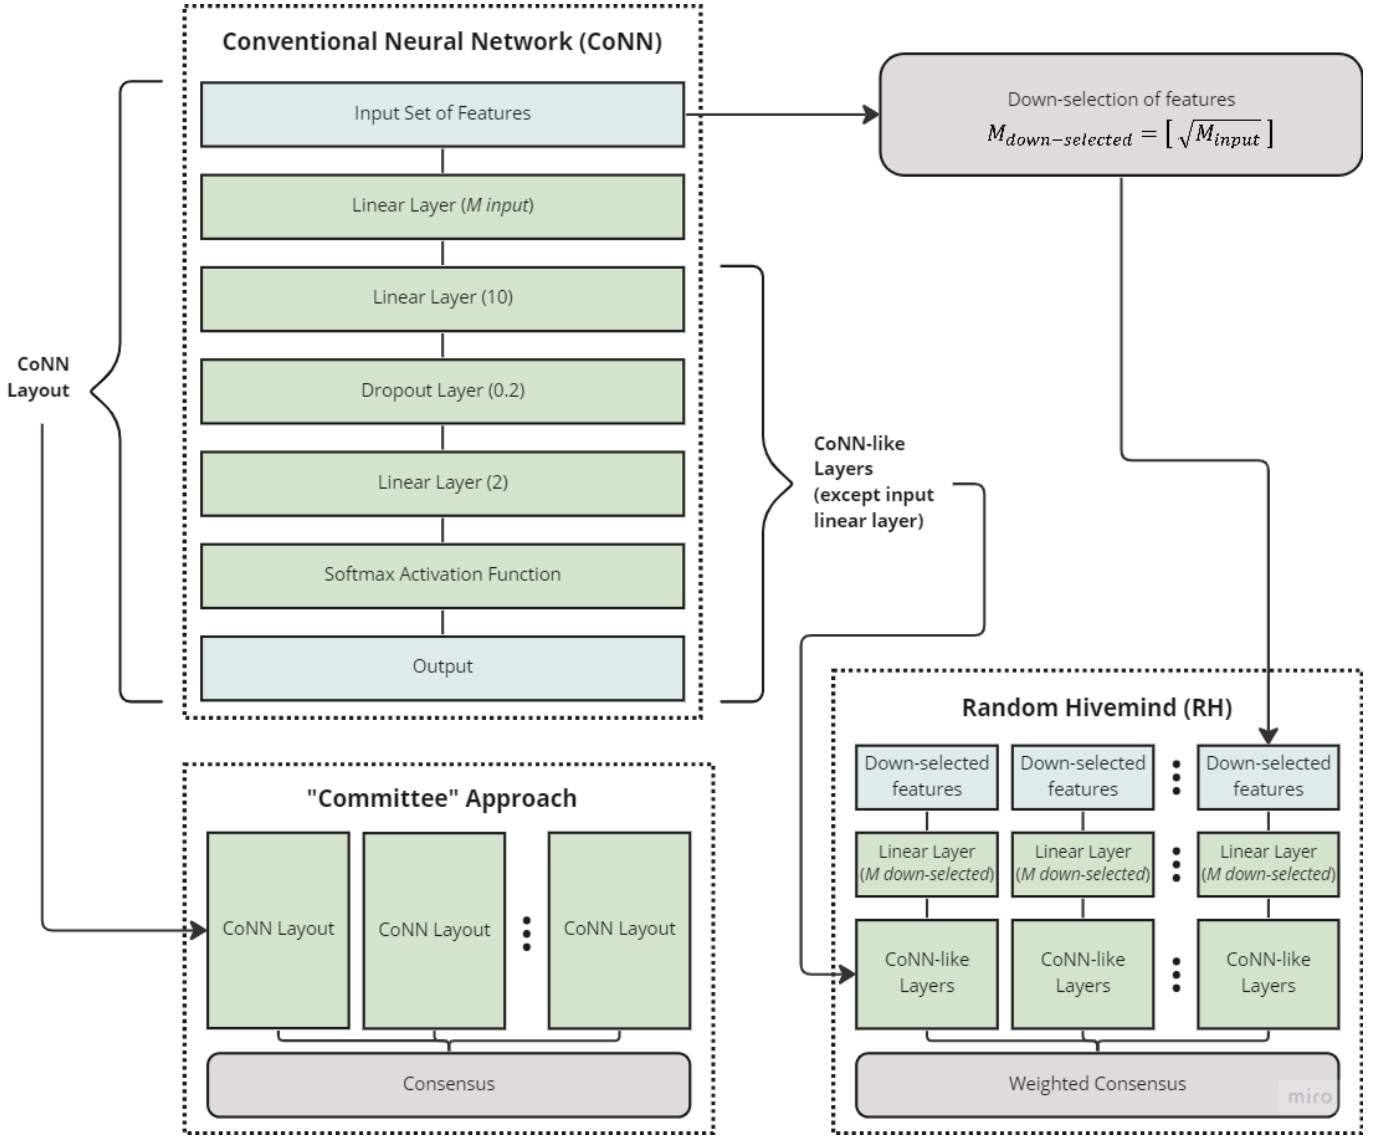 Conventional Neural Network (CoNN)
Input Set of Features
Linear Layer (M input)
Linear Layer (10)
Dropout Layer (0.2)
Linear Layer (2)
Softmax Activation Function
Output
CoNN
Layout
Down-selection of features
M_{down-selected} = [ √M_{input} ]
CoNN-like
Layers
(except input
linear layer)
"Committee" Approach
CoNN Layout
CoNN Layout
CoNN Layout
Consensus
Random Hivemind (RH)
Down-selected
features
Down-selected
features
Down-selected
features
Linear Layer
(M down-selected)
Linear Layer
(M down-selected)
Linear Layer
(M down-selected)
CoNN-like
Layers
CoNN-like
Layers
CoNN-like
Layers
Weighted Consensus
miro